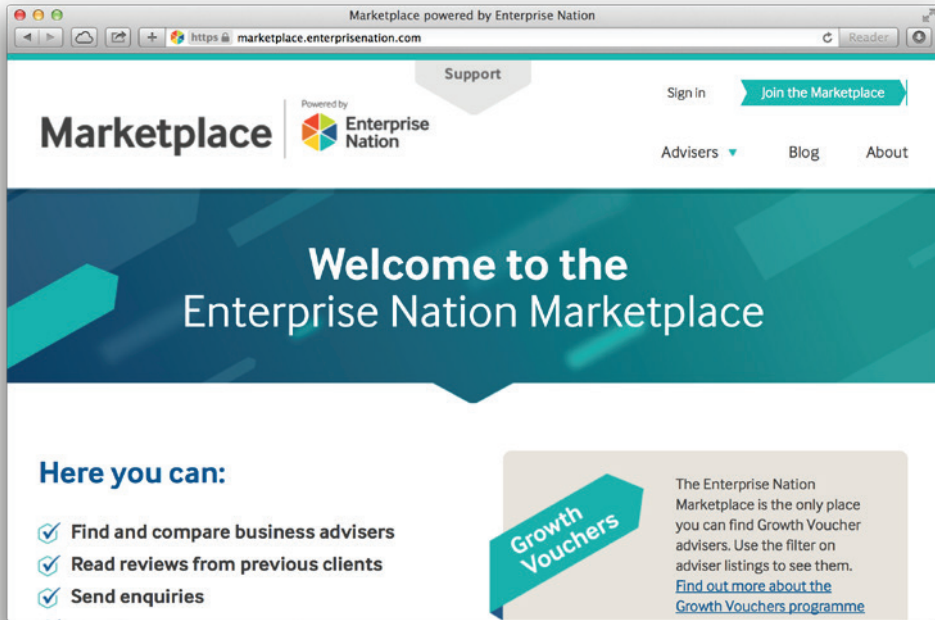 Marketplace powered by Enterprise Nation
https marketplace.enterprisenation.com
Reader
Support
Sign in
Join the Marketplace
Marketplace
Powered by
Enterprise
Nation
Advisers
Blog
About
Welcome to the
Enterprise Nation Marketplace
Here you can:
Find and compare business advisers
Read reviews from previous clients
Send enquiries
Growth
Vouchers
The Enterprise Nation
Marketplace is the only place
you can find Growth Voucher
advisers. Use the filter on
adviser listings to see them.
Find out more about the
Growth Vouchers programme